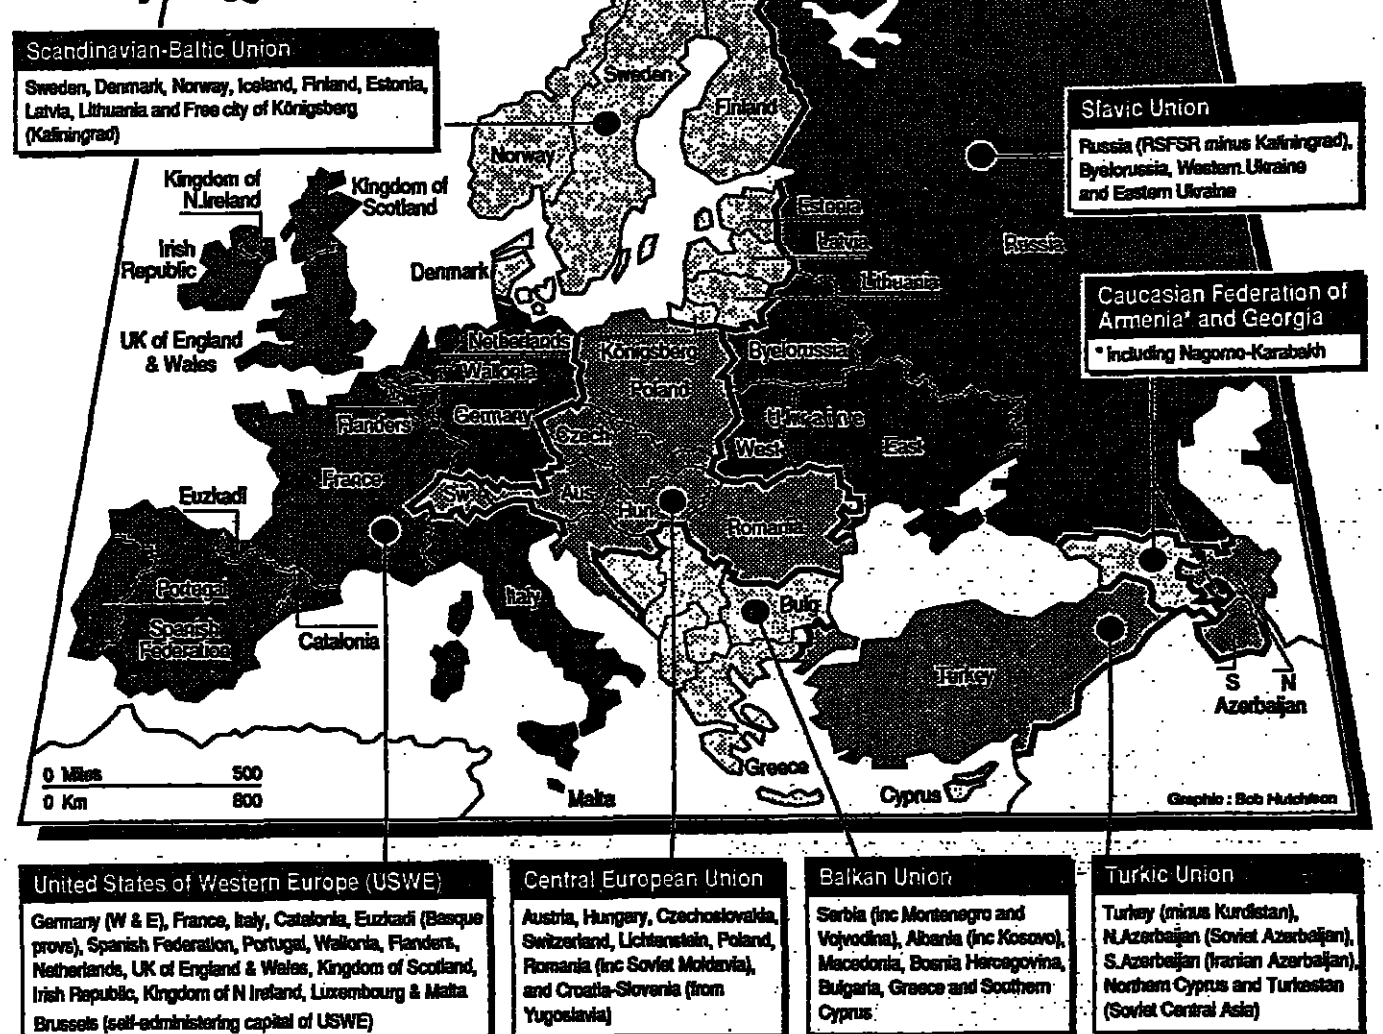 Scandinavian-Baltic Union
Sweden, Denmark, Norway, Iceland, Finland, Estonia,
Latvia, Lithuania and Free city of Königsberg
(Kaliningrad)
Slavic Union
Russia (RSFSR minus Kaliningrad),
Byelorussia, Western Ukraine
and Eastern Ukraine
Caucasian Federation of
Armenia* and Georgia
* including Nagorno-Karabakh
Sweden
Finland
Norway
Kingdom of
N.Ireland
Kingdom of
Scotland
Irish
Republic
Denmark
UK of England
& Wales
Estonia
Latvia
Lithuania
Russia
Netherlands
Wallonia
Königsberg
Poland
Byelorussia
Flanders
Germany
Czech
Ukraine
West
East
France
Euzkadi
Sw
Aus
Hun
Romania
Portugal
Spanish
Federation
Catalonia
Italy
Bulg
Turkey
S
N
Azerbaijan
Greece
Malta
Cyprus
0 Miles 500
0 Km 800
Graphic : Bob Hutchison
United States of Western Europe (USWE)
Germany (W & E), France, Italy, Catalonia, Euzkadi (Basque
provs), Spanish Federation, Portugal, Wallonia, Flanders,
Netherlands, UK of England & Wales, Kingdom of Scotland,
Irish Republic, Kingdom of N Ireland, Luxembourg & Malta
Brussels (self-administering capital of USWE)
Central European Union
Austria, Hungary, Czechoslovakia,
Switzerland, Lichtenstein, Poland,
Romania (inc Soviet Moldavia),
and Croatia-Slovenia (from
Yugoslavia)
Balkan Union
Serbia (inc Montenegro and
Vojvodina), Albania (inc Kosovo),
Macedonia, Bosnia Hercegovina,
Bulgaria, Greece and Southern
Cyprus
Turkic Union
Turkey (minus Kurdistan),
N.Azerbaijan (Soviet Azerbaijan),
S.Azerbaijan (Iranian Azerbaijan),
Northern Cyprus and Turkestan
(Soviet Central Asia)